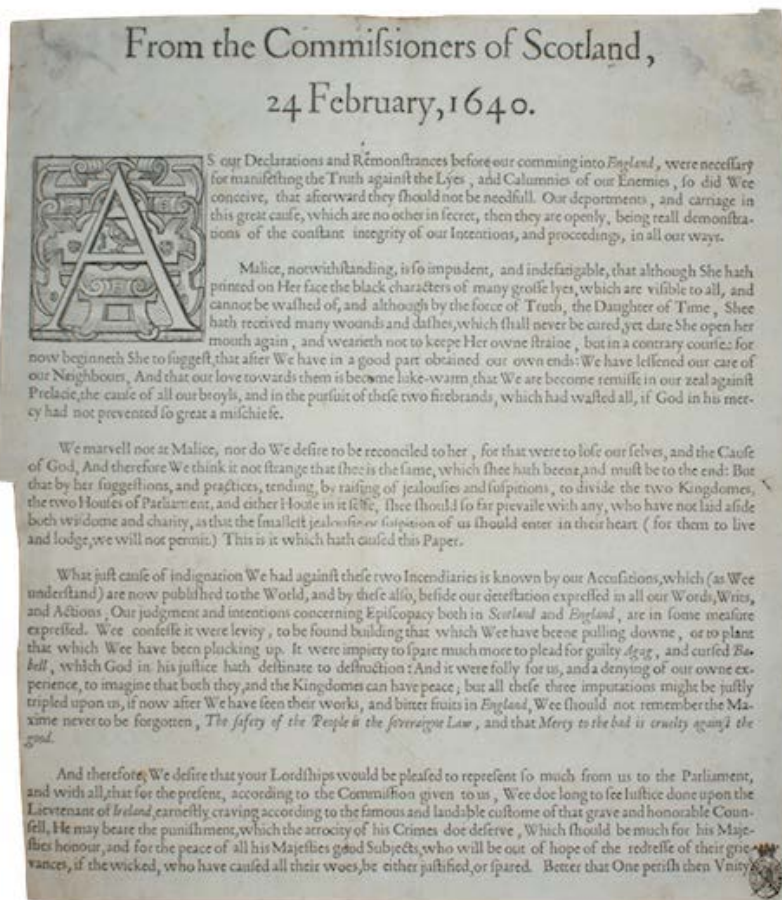 From the Commiſsioners of Scotland,
24 February, 1640.
AS our Declarations and Remonſtrances before our comming into England, were neceſſary
for manifeſting the Truth againſt the Lyes, and Calumnies of our Enemies, ſo did Wee
conceive, that afterward they ſhould not be needfull. Our deportments, and carriage in
this great cauſe, which are no other in ſecret, then they are openly, being reall demonſtra-
tions of the conſtant integrity of our Intentions, and proceedings, in all our wayes.
Malice, notwithſtanding, is ſo impudent, and indefatigable, that although She hath
printed on Her face the black characters of many groſſe lyes, which are viſible to all, and
cannot be waſhed of, and although by the force of Truth, the Daughter of Time, Shee
hath received many wounds and daſhes, which ſhall never be cured, yet dare She open her
mouth again, and weareth not to keepe Her owne ſtraine, but in a contrary courſe: for
now beginneth She to ſuggeſt, that after We have in a good part obtained our own ends: We have leſſened our care of
our Neighbours, And that our love towards them is become luke-warm, that We are become remiſſe in our zeal againſt
Prelacie, the cauſe of all our broyls, and in the purſuit of theſe two firebrands, which had waſted all, if God in his mer-
cy had not prevented ſo great a miſchiefe.
We marvell not at Malice, nor do We deſire to be reconciled to her, for that were to loſe our ſelves, and the Cauſe
of God, And therefore We think it not ſtrange that ſhee is the ſame, which ſhee hath beene, and muſt be to the end: But
that by her ſuggeſtions, and practices, tending, by raiſing of jealouſies and ſuſpitions, to divide the two Kingdomes,
the two Houſes of Parliament, and either Houſe in it ſelfe, ſhee ſhould ſo far prevaile with any, who have not laid aſide
both wiſdome and charity, as that the ſmalleſt jealouſie or ſuſpition of us ſhould enter in their heart (for them to live
and lodge, we will not permit.) This is it which hath cauſed this Paper.
What juſt cauſe of indignation We had againſt theſe two Incendiaries is known by our Accuſations, which (as Wee
underſtand) are now publiſhed to the World, and by theſe alſo, beſide our deteſtation expreſſed in all our Words, Writs,
and Actions, Our judgment and intentions concerning Epiſcopacy both in Scotland and England, are in ſome meaſure
expreſſed. Wee confeſſe it were levity, to be found building that which We have beene pulling downe, or to plant
that which We have been plucking up. It were impiety to ſpare much more to plead for guilty Agag, and curſed Ba-
bell, which God in his juſtice hath deſtinate to deſtruction: And it were folly for us, and a denying of our owne ex-
perience, to imagine that both they, and the Kingdomes can have peace; but all theſe three imputations might be juſtly
tripled upon us, if now after We have ſeen their works, and bitter fruits in England, Wee ſhould not remember the Ma-
xime never to be forgotten, The ſafety of the People is the ſoveraigne Law, and that Mercy to the bad is cruelty againſt the
good.
And therefore, We deſire that your Lordſhips would be pleaſed to repreſent ſo much from us to the Parliament,
and with all, that for the preſent, according to the Commiſſion given to us, Wee doe long to ſee Iuſtice done upon the
Lievtenant of Ireland, earneſtly craving according to the famous and laudable cuſtome of that grave and honorable Coun-
ſell, He may beare the puniſhment, which the atrocity of his Crimes doe deſerve, Which ſhould be much for his Maje-
ſties honour, and for the peace of all his Majeſties good Subjects, who will be out of hope of the redreſſe of their grie-
vances, if the wicked, who have cauſed all their woes, be either juſtified, or ſpared. Better that One periſh then Vnity